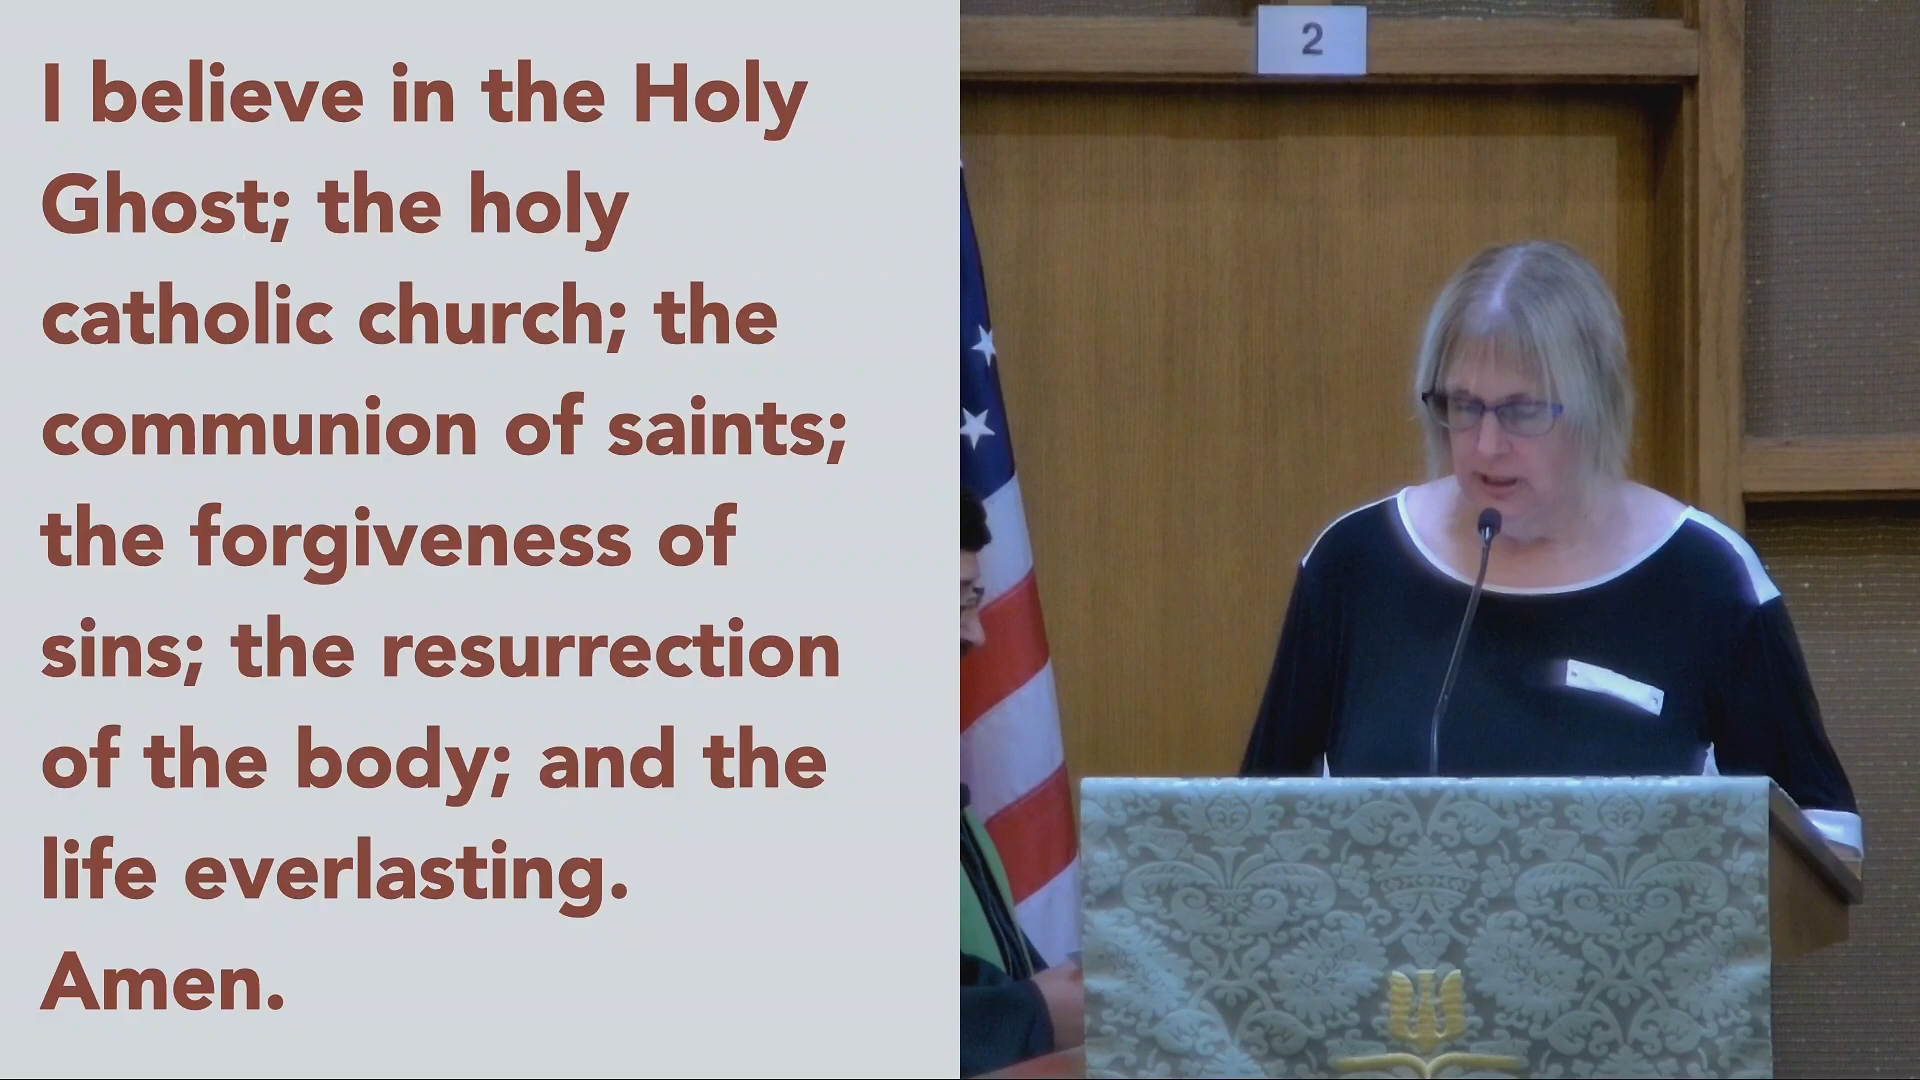 I believe in the Holy
Ghost; the holy
catholic church; the
communion of saints;
the forgiveness of
sins; the resurrection
of the body; and the
life everlasting.
Amen.
2